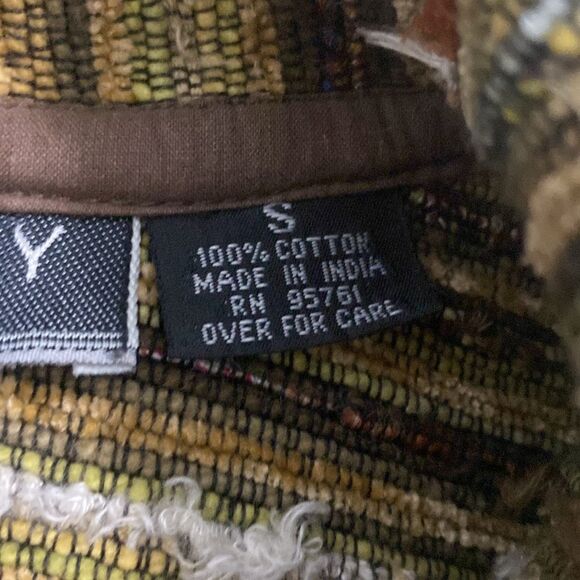 Y
S
100% COTTON
MADE IN INDIA
RN 95761
OVER FOR CARE